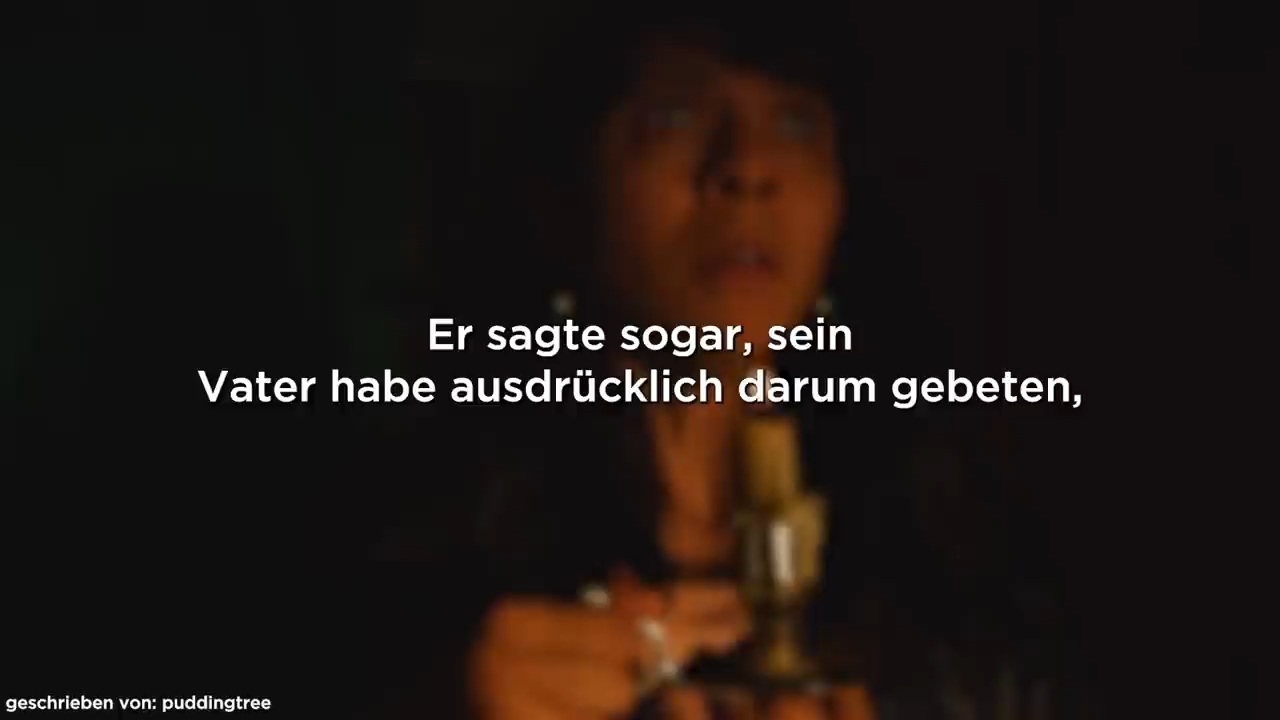 Er sagte sogar, sein
Vater habe ausdrücklich darum gebeten,
geschrieben von: puddingtree